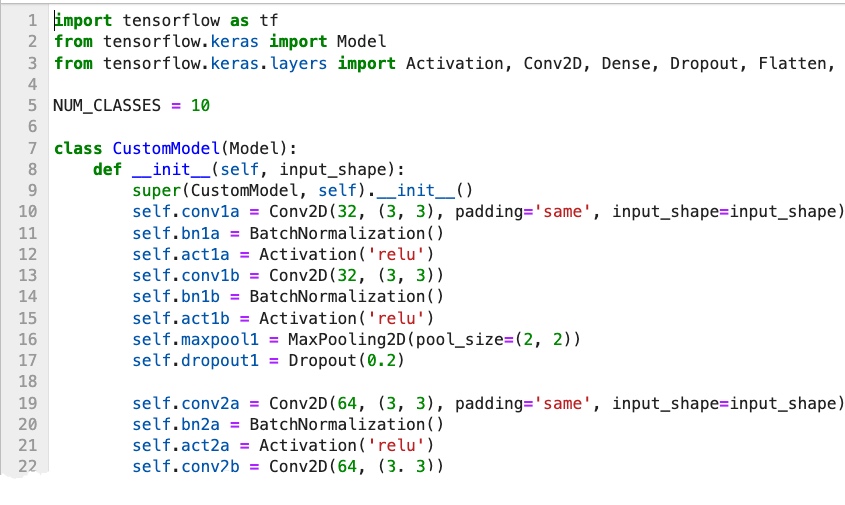 1 import tensorflow as tf
2 from tensorflow.keras import Model
3 from tensorflow.keras.layers import Activation, Conv2D, Dense, Dropout, Flatten,
4
5 NUM_CLASSES = 10
6
7 class CustomModel(Model):
8     def __init__(self, input_shape):
9         super(CustomModel, self).__init__()
10         self.conv1a = Conv2D(32, (3, 3), padding='same', input_shape=input_shape)
11         self.bn1a = BatchNormalization()
12         self.act1a = Activation('relu')
13         self.conv1b = Conv2D(32, (3, 3))
14         self.bn1b = BatchNormalization()
15         self.act1b = Activation('relu')
16         self.maxpool1 = MaxPooling2D(pool_size=(2, 2))
17         self.dropout1 = Dropout(0.2)
18
19         self.conv2a = Conv2D(64, (3, 3), padding='same', input_shape=input_shape)
20         self.bn2a = BatchNormalization()
21         self.act2a = Activation('relu')
22         self.conv2b = Conv2D(64, (3, 3))